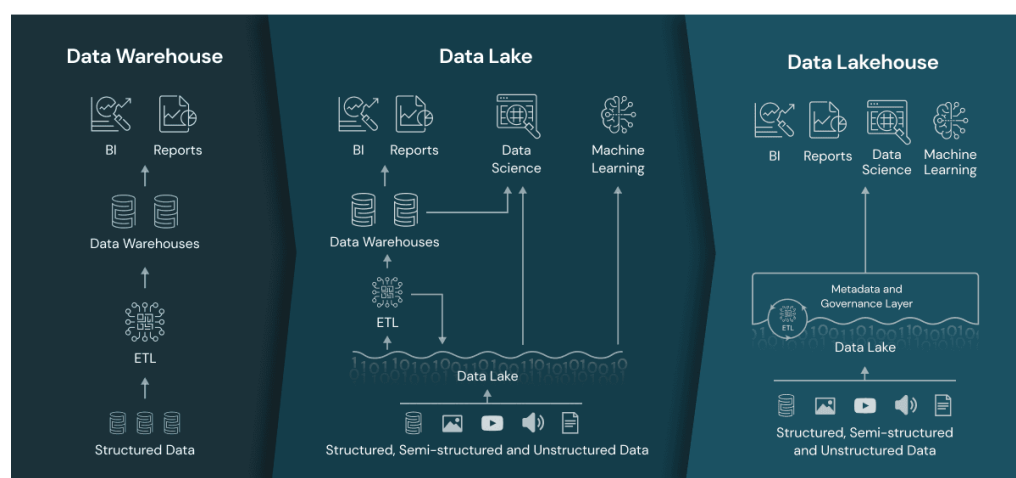 Data Warehouse
BI
Reports
Data Warehouses
ETL
Structured Data
Data Lake
BI
Reports
Data
Science
Machine
Learning
Data Warehouses
ETL
Data Lake
Structured, Semi-structured and Unstructured Data
Data Lakehouse
BI
Reports
Data
Science
Machine
Learning
Metadata and
Governance Layer
ETL
Data Lake
Structured, Semi-structured
and Unstructured Data